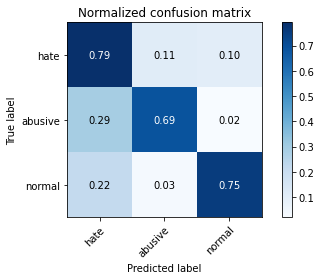 Normalized confusion matrix
True label
hate 0.79 0.11 0.10
abusive 0.29 0.69 0.02
normal 0.22 0.03 0.75
hate abusive normal
Predicted label
0.7
0.6
0.5
0.4
0.3
0.2
0.1